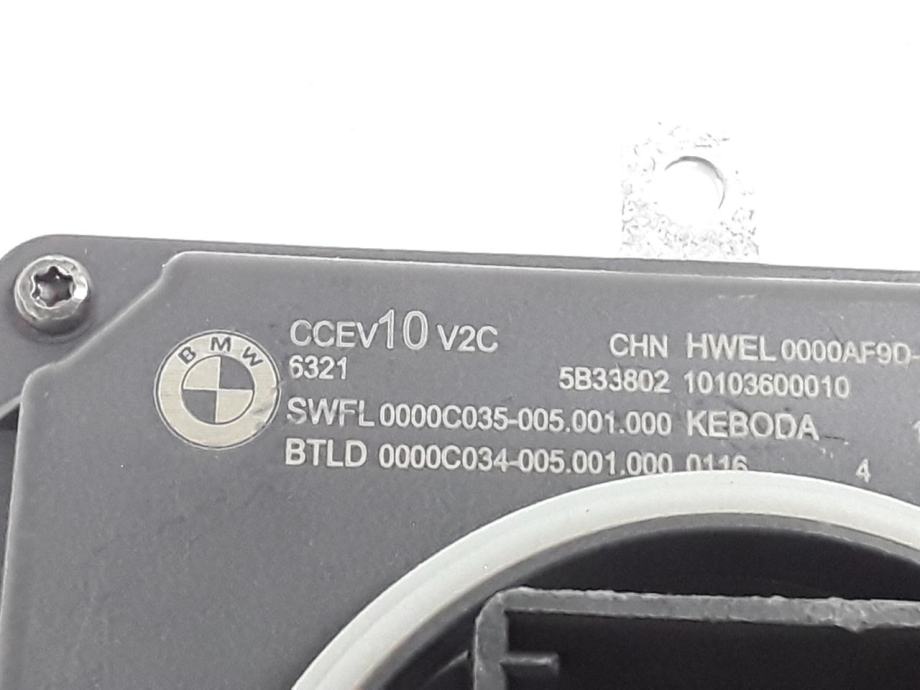 BMW
CCEV10 V2C CHN HWEL 0000AF9D-
6321 5B33802 10103600010
SWFL 0000C035-005.001.000 KEBODA
BTLD 0000C034-005.001.000 0116 4